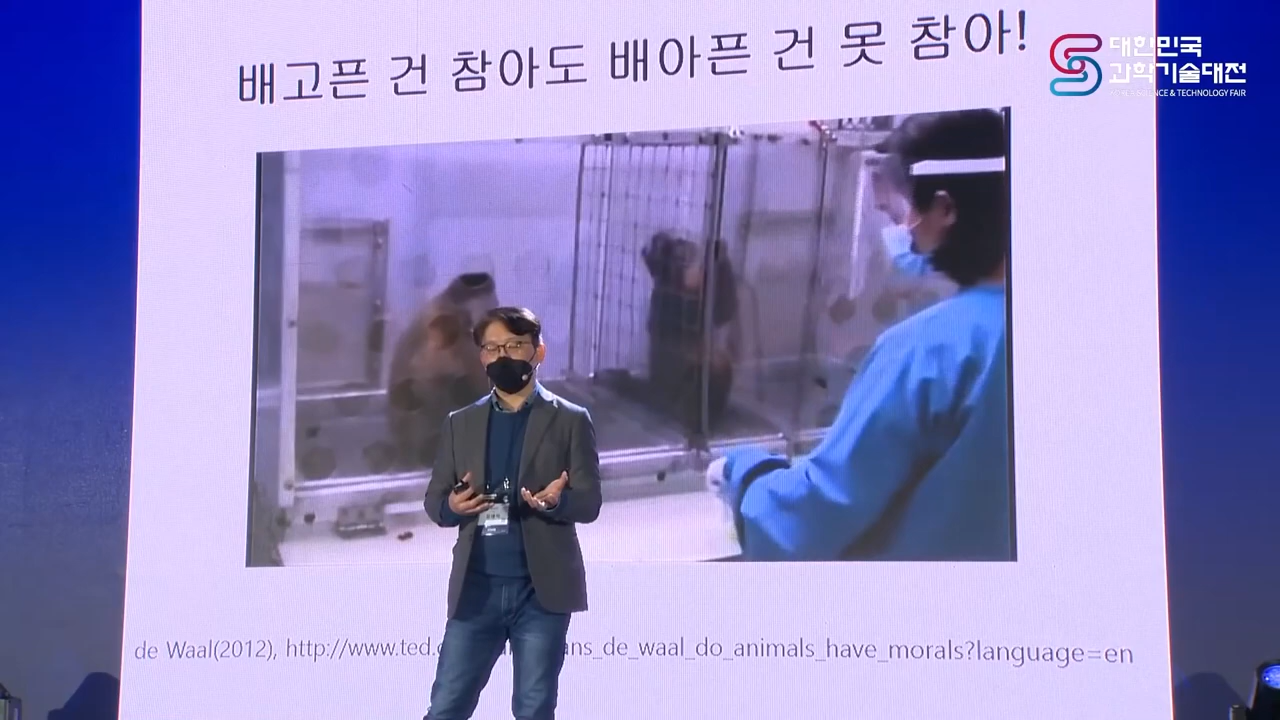 배고픈 건 참아도 배아픈 건 못 참아!
대한민국
과학기술대전
KOREA SCIENCE & TECHNOLOGY FAIR
de Waal(2012), http://www.ted. ans_de_waal_do_animals_have_morals?language=en